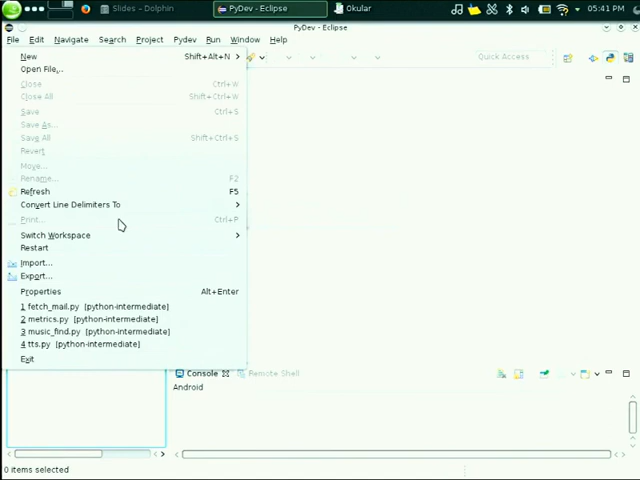 Slides – Dolphin
PyDev - Eclipse
Okular
05:41 PM
PyDev - Eclipse
File Edit Navigate Search Project Pydev Run Window Help
New Shift+Alt+N
Open File...
Quick Access
Close Ctrl+W
Close All Shift+Ctrl+W
Save Ctrl+S
Save As...
Save All Shift+Ctrl+S
Revert
Move...
Rename... F2
Refresh F5
Convert Line Delimiters To
Print... Ctrl+P
Switch Workspace
Restart
Import...
Export...
Properties Alt+Enter
1 fetch_mail.py [python-intermediate]
2 metrics.py [python-intermediate]
3 music_find.py [python-intermediate]
4 tts.py [python-intermediate]
Exit
Console Remote Shell
Android
0 items selected